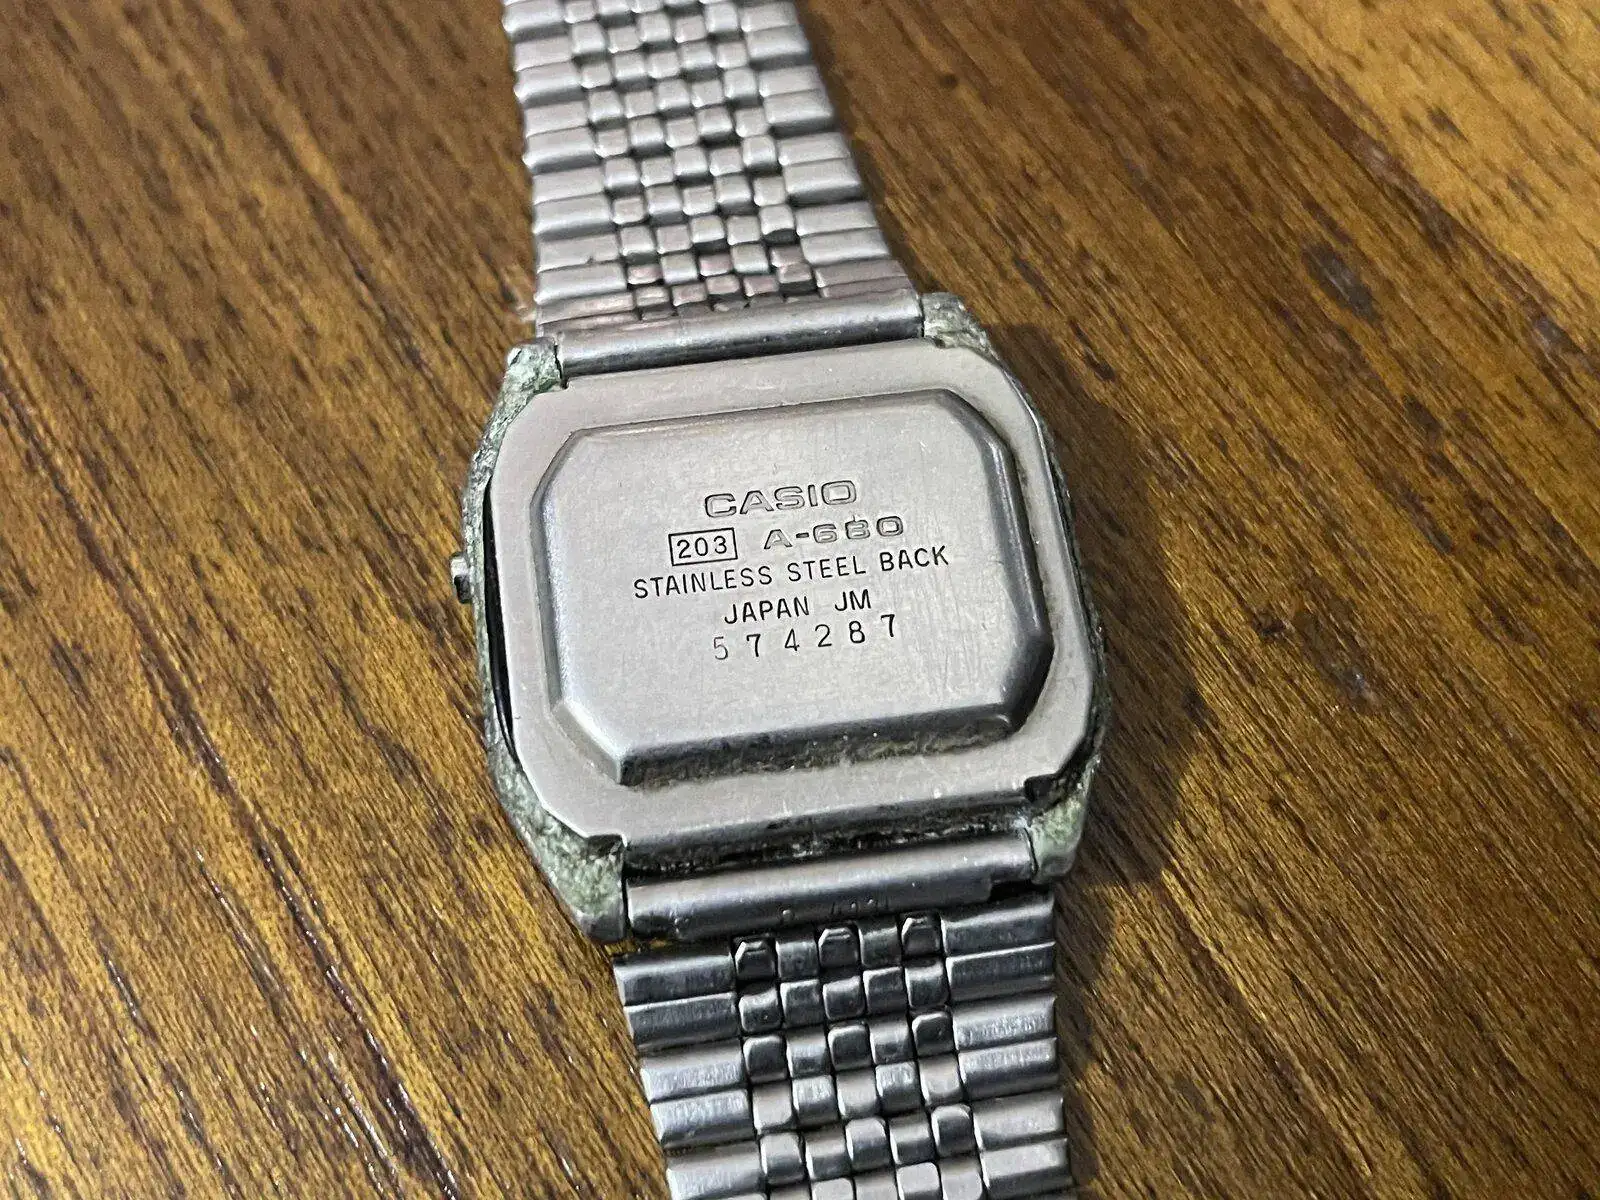 CASIO
203 A-680
STAINLESS STEEL BACK
JAPAN JM
574287